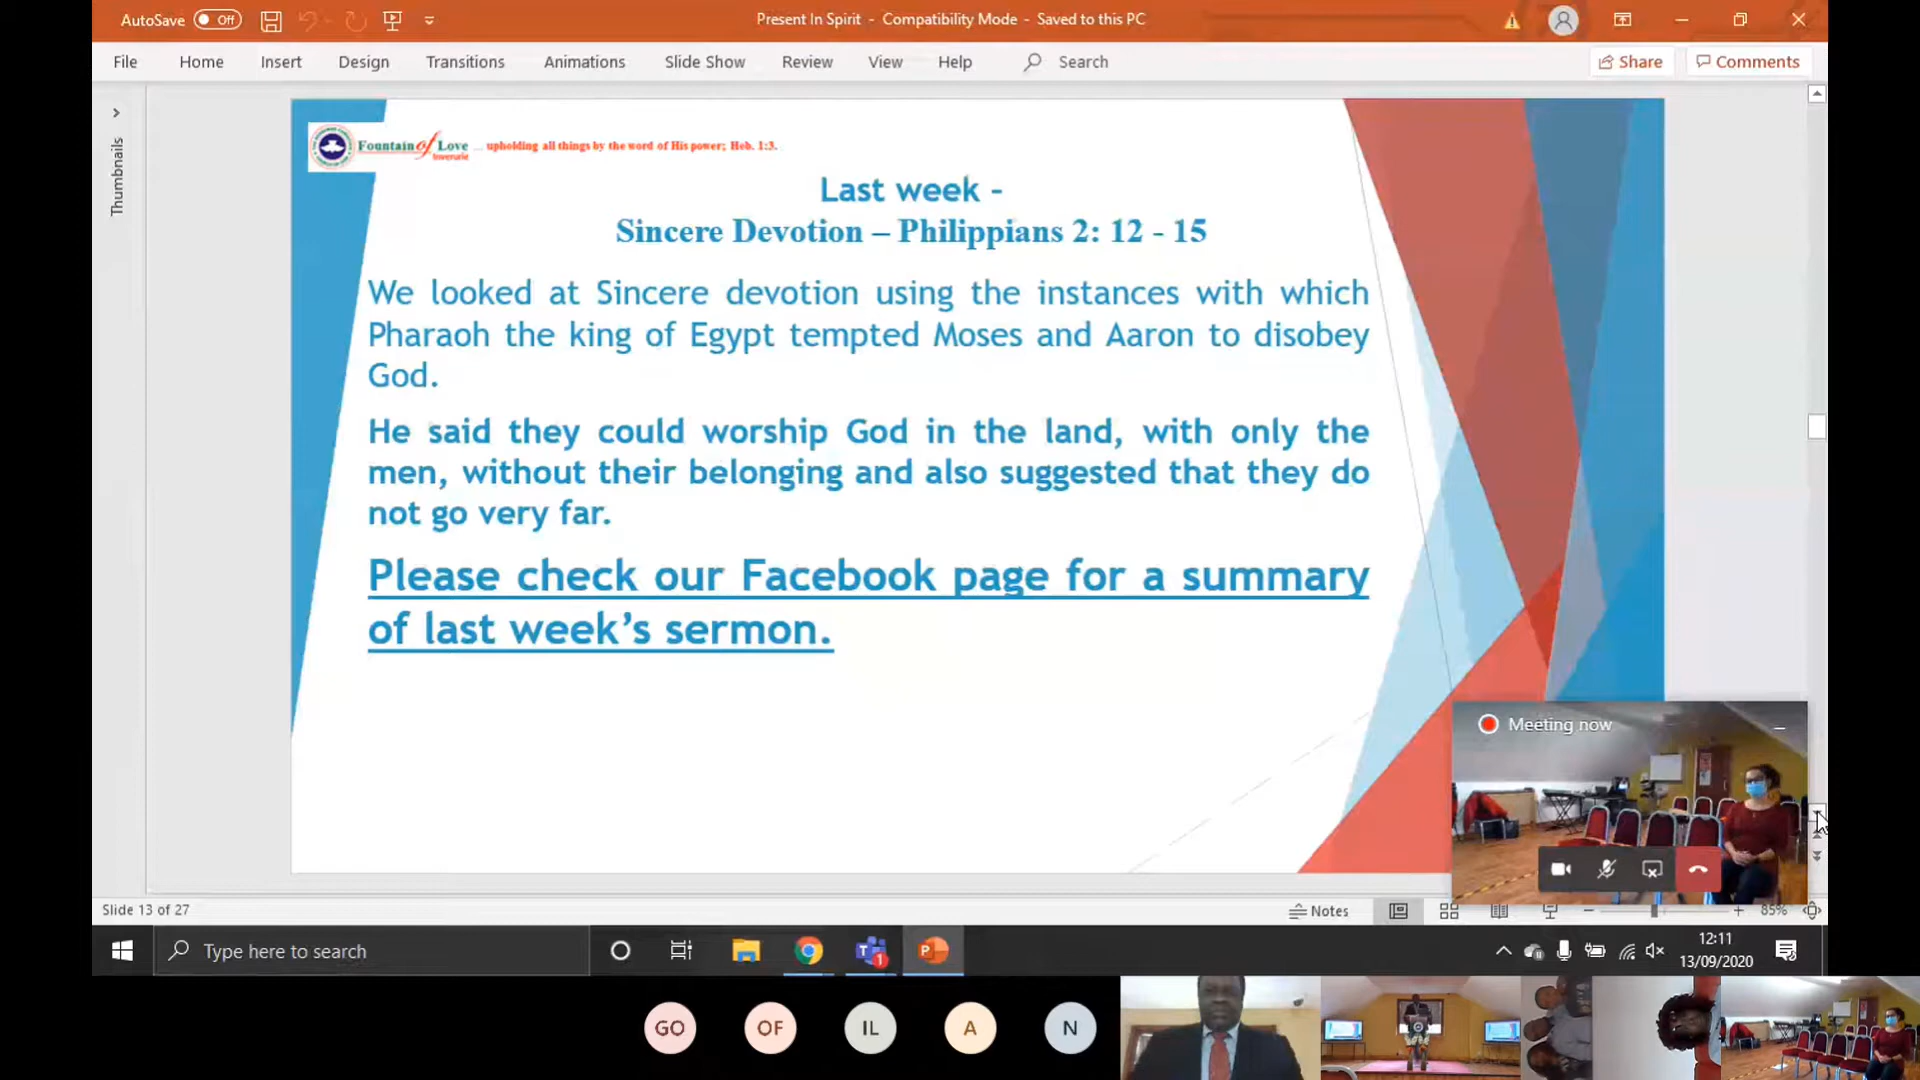 AutoSave Off
Present In Spirit - Compatibility Mode - Saved to this PC
File Home Insert Design Transitions Animations Slide Show Review View Help Search Share Comments
Thumbnails
Fountain of Love ... upholding all things by the word of His power; Heb. 1:3.
Inverurie
Last week -
Sincere Devotion – Philippians 2: 12 - 15
We looked at Sincere devotion using the instances with which
Pharaoh the king of Egypt tempted Moses and Aaron to disobey
God.
He said they could worship God in the land, with only the
men, without their belonging and also suggested that they do
not go very far.
Please check our Facebook page for a summary
of last week’s sermon.
Meeting now
Slide 13 of 27
Notes
85%
Type here to search
1
12:11
13/09/2020
GO OF IL A N